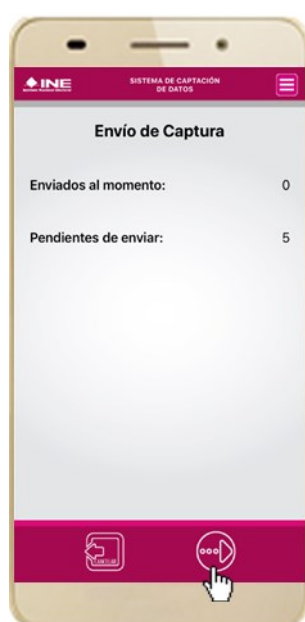 INE
SISTEMA DE CAPTACIÓN
DE DATOS
Envío de Captura
Enviados al momento: 0
Pendientes de enviar: 5